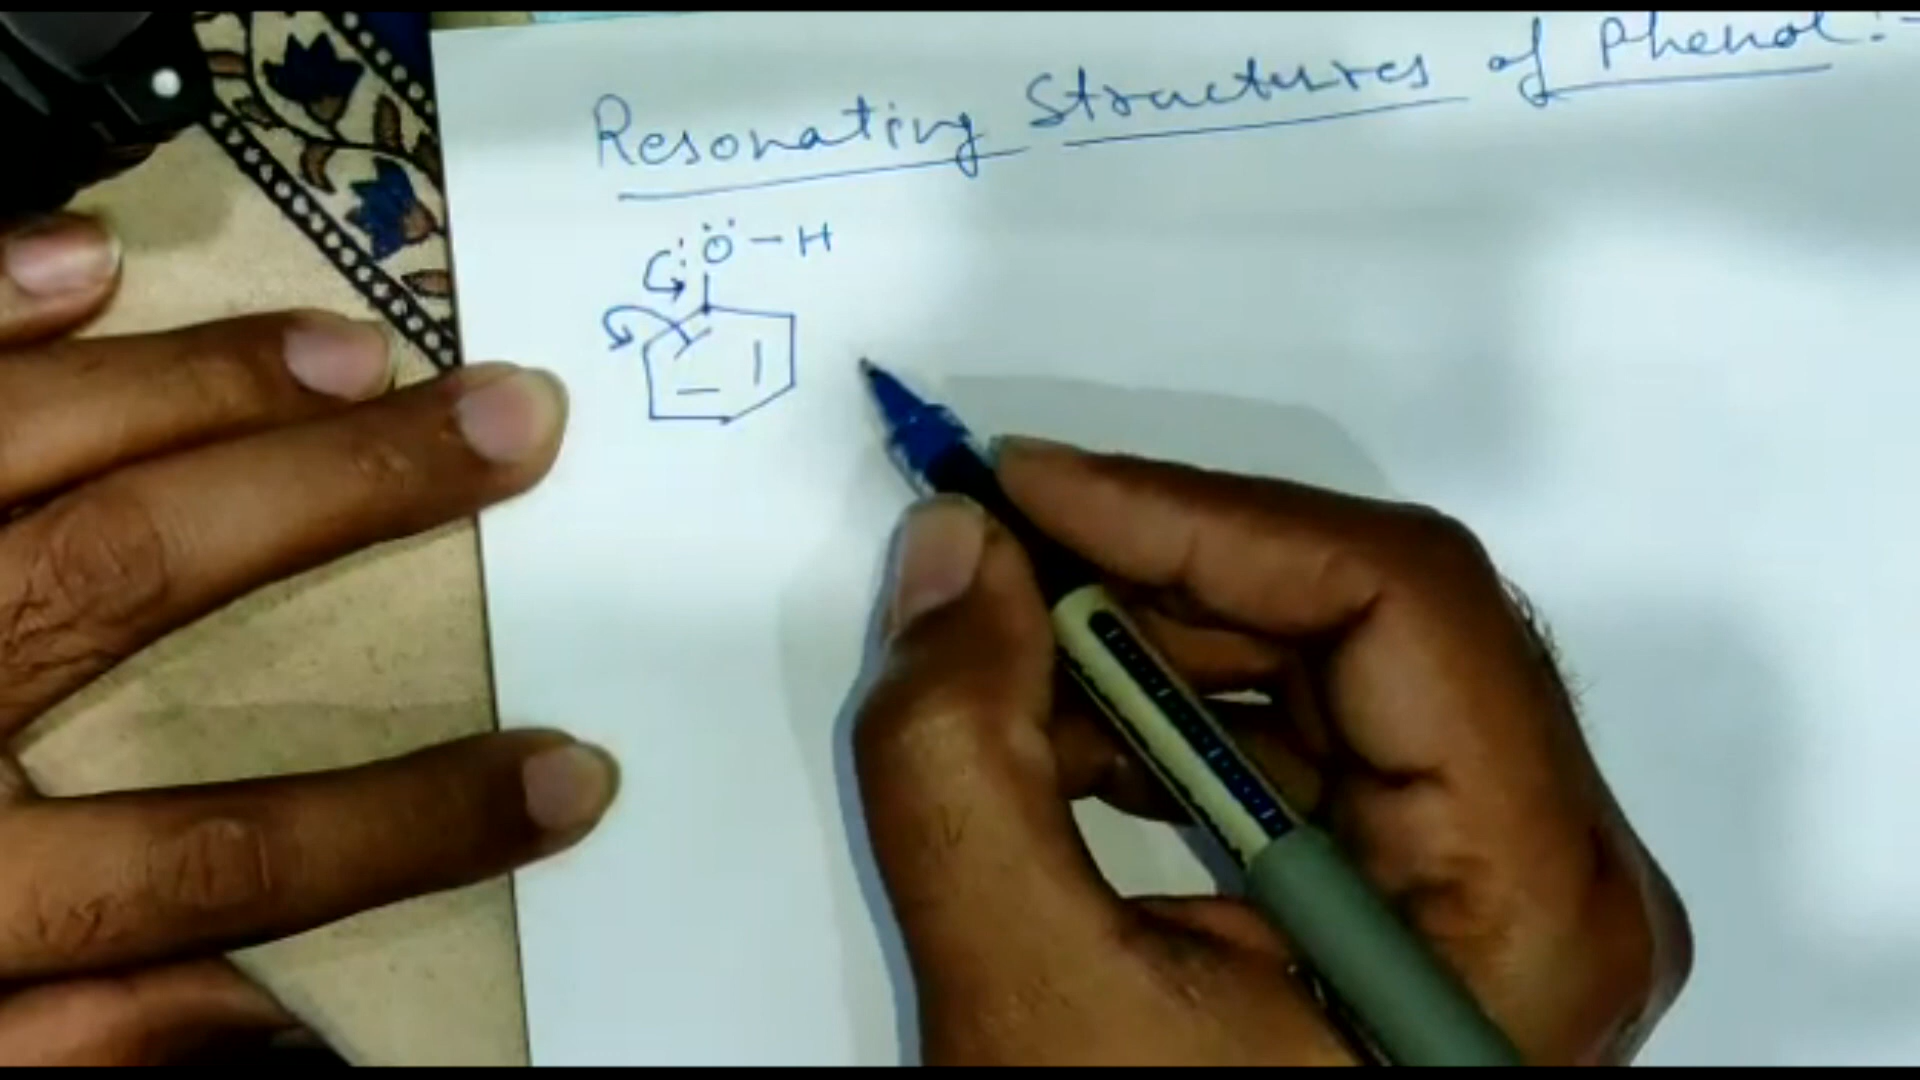 Resonating Structures of Phenol:-
:Ö-H